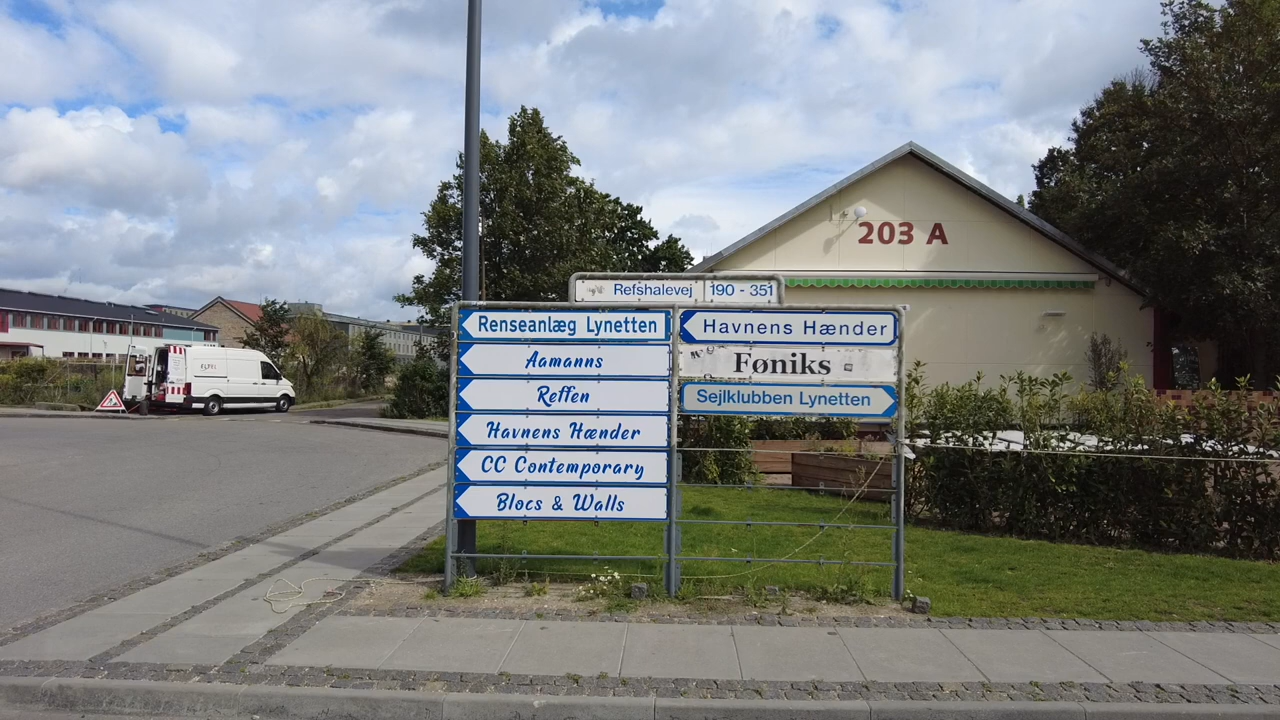 203 A
Refshalevej 190 - 351
Renseanlæg Lynetten
Aamanns
Reffen
Havnens Hænder
CC Contemporary
Blocs & Walls
Havnens Hænder
Føniks
Sejlklubben Lynetten